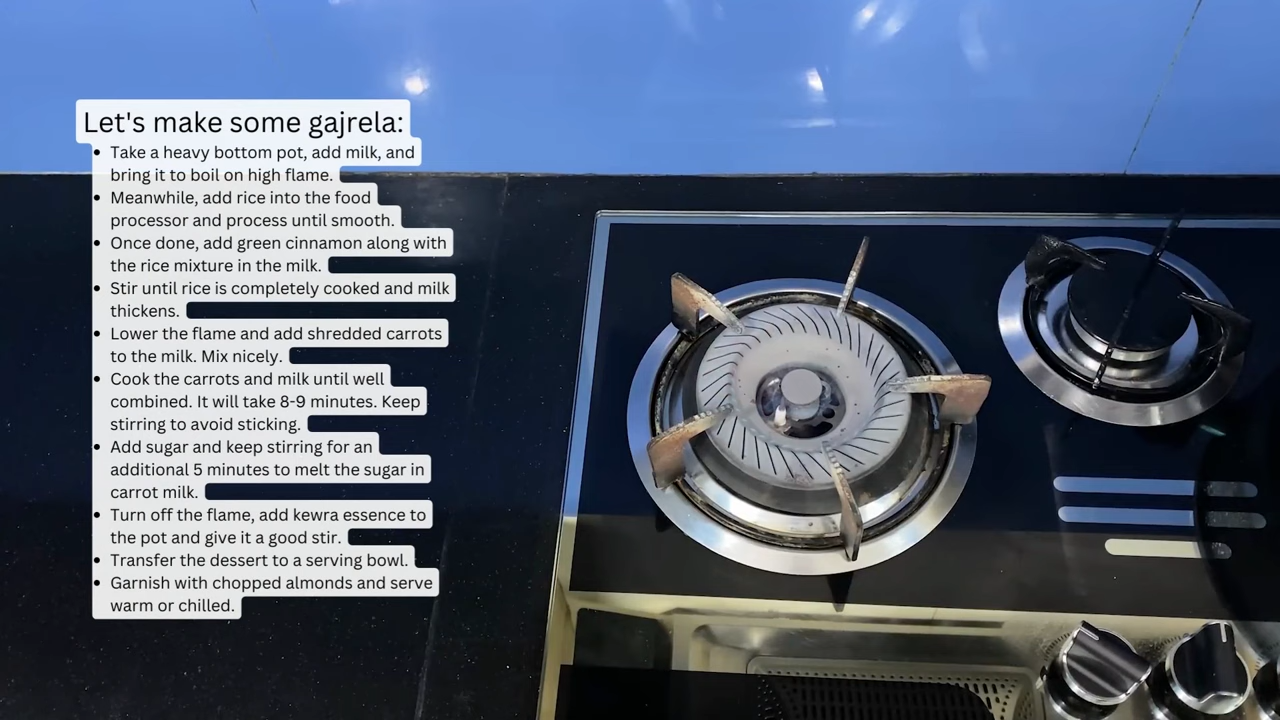 Let's make some gajrela:
• Take a heavy bottom pot, add milk, and
bring it to boil on high flame.
• Meanwhile, add rice into the food
processor and process until smooth.
• Once done, add green cinnamon along with
the rice mixture in the milk.
• Stir until rice is completely cooked and milk
thickens.
• Lower the flame and add shredded carrots
to the milk. Mix nicely.
• Cook the carrots and milk until well
combined. It will take 8-9 minutes. Keep
stirring to avoid sticking.
• Add sugar and keep stirring for an
additional 5 minutes to melt the sugar in
carrot milk.
• Turn off the flame, add kewra essence to
the pot and give it a good stir.
• Transfer the dessert to a serving bowl.
• Garnish with chopped almonds and serve
warm or chilled.